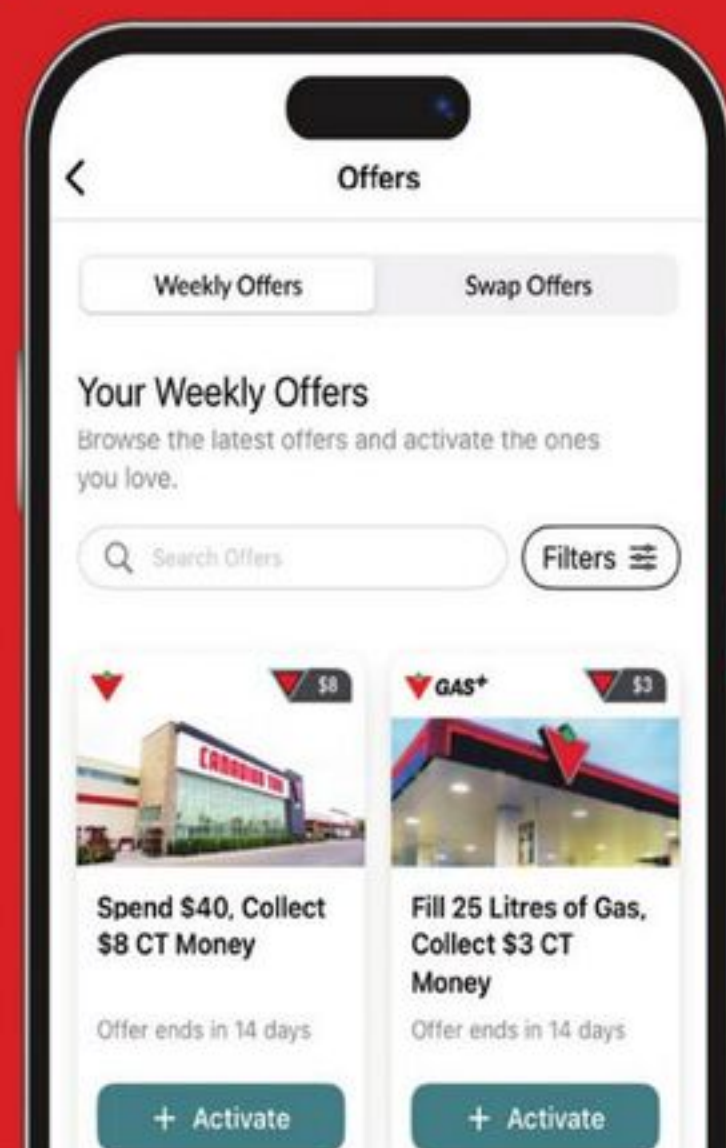 Offers
Weekly Offers
Swap Offers
Your Weekly Offers
Browse the latest offers and activate the ones
you love.
Search Offers
Filters
$8
GAS+
$3
CANADIAN TIRE
Spend $40, Collect
$8 CT Money
Offer ends in 14 days
+ Activate
Fill 25 Litres of Gas,
Collect $3 CT
Money
Offer ends in 14 days
+ Activate